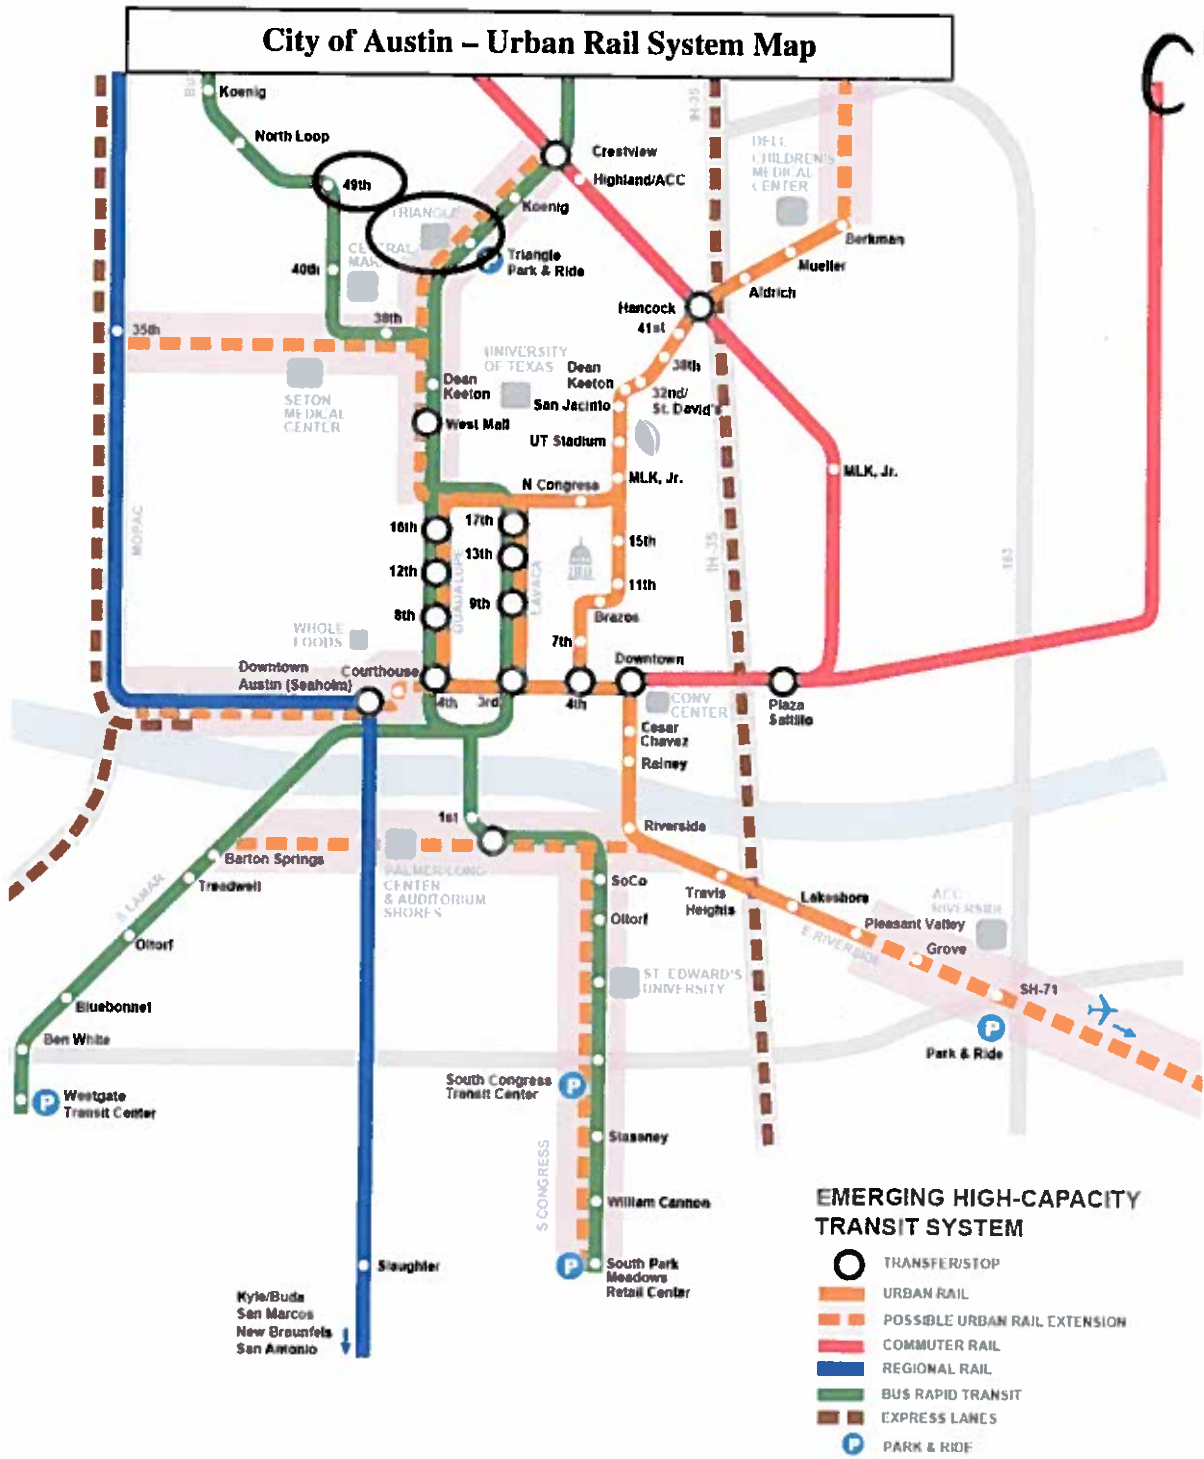 City of Austin – Urban Rail System Map
Koenig
North Loop
49th
TRIANGLE
CENTRAL
40th
38th
35th
SETON
MEDICAL
CENTER
MOPAC
Crestview
Highland/ACC
Koenig
Triangle
Park & Ride
IH-35
DELL
CHILDREN'S
MEDICAL
CENTER
Berkman
Mueller
Aldrich
Hancock
41st
38th
32nd/
St. David's
Dean
Keeton
San Jacinto
UT Stadium
MLK, Jr.
N Congress
UNIVERSITY
OF TEXAS
Dean
Keeton
West Mall
MLK, Jr.
16th
17th
13th
12th
9th
8th
GUADALUPE
LAVACA
15th
11th
Brazos
7th
IH-35
183
WHOLE
FOODS
Downtown
Austin (Seaholm)
Courthouse
4th
3rd
4th
Downtown
CONV
CENTER
Plaza
Saltillo
Cesar
Chavez
Rainey
Riverside
1st
Barton Springs
Treadwell
S LAMAR
Oltorf
Bluebonnet
Ben White
P
Westgate
Transit Center
PALMER/LONG
CENTER
& AUDITORIUM
SHORES
SoCo
Oltorf
Travis
Heights
Lakeshore
Pleasant Valley
E RIVERSIDE
Grove
ACC
RIVERSIDE
SH-71
P
Park & Ride
ST. EDWARD'S
UNIVERSITY
South Congress
Transit Center
P
Stassney
S CONGRESS
William Cannon
P
South Park
Meadows
Retail Center
Slaughter
Kyle/Buda
San Marcos
New Braunfels
San Antonio
EMERGING HIGH-CAPACITY
TRANSIT SYSTEM
TRANSFER/STOP
URBAN RAIL
POSSIBLE URBAN RAIL EXTENSION
COMMUTER RAIL
REGIONAL RAIL
BUS RAPID TRANSIT
EXPRESS LANES
P PARK & RIDE